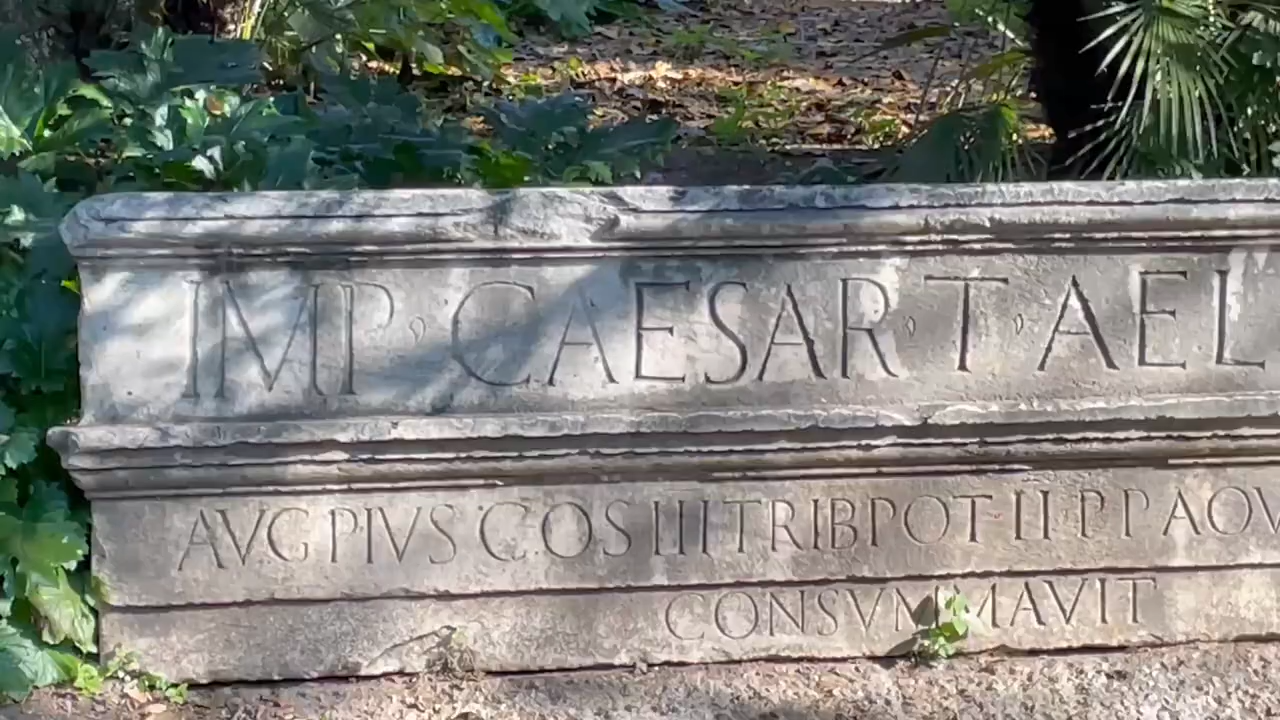 IMP · CAESAR · T · AEL
AVG PIVS COS III TRIB POT II P P AQV
CONSVMMAVIT